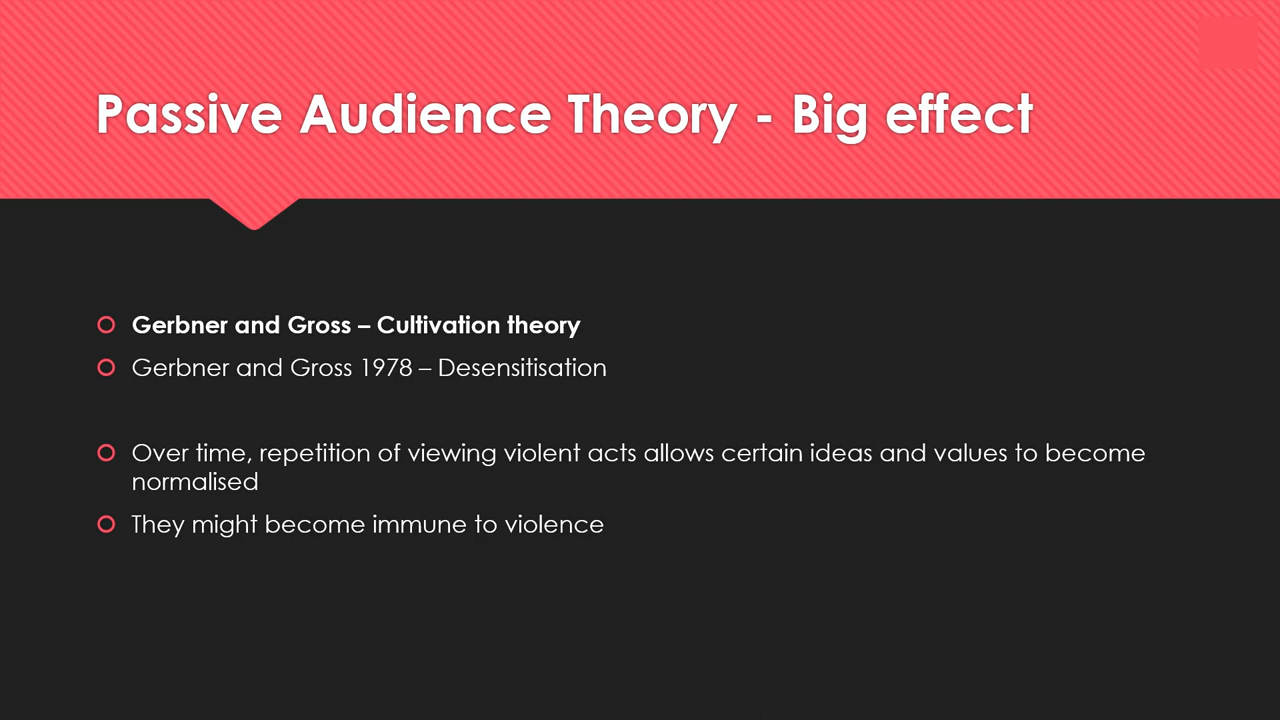 Passive Audience Theory - Big effect
Gerbner and Gross – Cultivation theory
Gerbner and Gross 1978 – Desensitisation
Over time, repetition of viewing violent acts allows certain ideas and values to become
normalised
They might become immune to violence